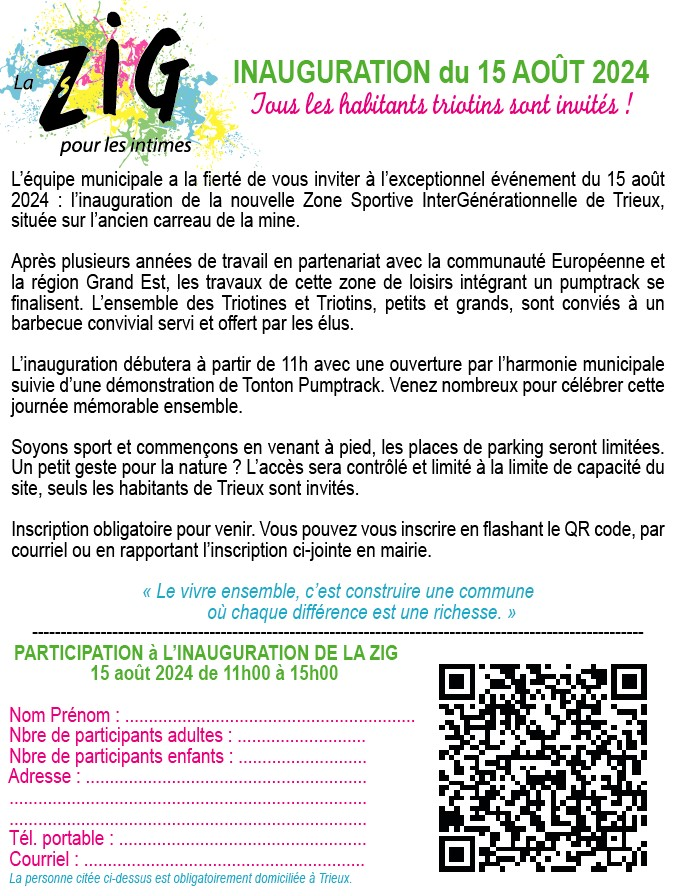 La ZSIG
pour les intimes
INAUGURATION du 15 AOÛT 2024
Tous les habitants triotins sont invités !
L’équipe municipale a la fierté de vous inviter à l’exceptionnel événement du 15 août
2024 : l’inauguration de la nouvelle Zone Sportive InterGénérationnelle de Trieux,
située sur l’ancien carreau de la mine.
Après plusieurs années de travail en partenariat avec la communauté Européenne et
la région Grand Est, les travaux de cette zone de loisirs intégrant un pumptrack se
finalisent. L’ensemble des Triotines et Triotins, petits et grands, sont conviés à un
barbecue convivial servi et offert par les élus.
L’inauguration débutera à partir de 11h avec une ouverture par l’harmonie municipale
suivie d’une démonstration de Tonton Pumptrack. Venez nombreux pour célébrer cette
journée mémorable ensemble.
Soyons sport et commençons en venant à pied, les places de parking seront limitées.
Un petit geste pour la nature ? L’accès sera contrôlé et limité à la limite de capacité du
site, seuls les habitants de Trieux sont invités.
Inscription obligatoire pour venir. Vous pouvez vous inscrire en flashant le QR code, par
courriel ou en rapportant l’inscription ci-jointe en mairie.
« Le vivre ensemble, c’est construire une commune
où chaque différence est une richesse. »
PARTICIPATION à L’INAUGURATION DE LA ZIG
15 août 2024 de 11h00 à 15h00
Nom Prénom : .............................................................
Nbre de participants adultes : ...........................
Nbre de participants enfants : ...........................
Adresse : ...........................................................
...........................................................................
...........................................................................
Tél. portable : ....................................................
Courriel : ...........................................................
La personne citée ci-dessus est obligatoirement domiciliée à Trieux.